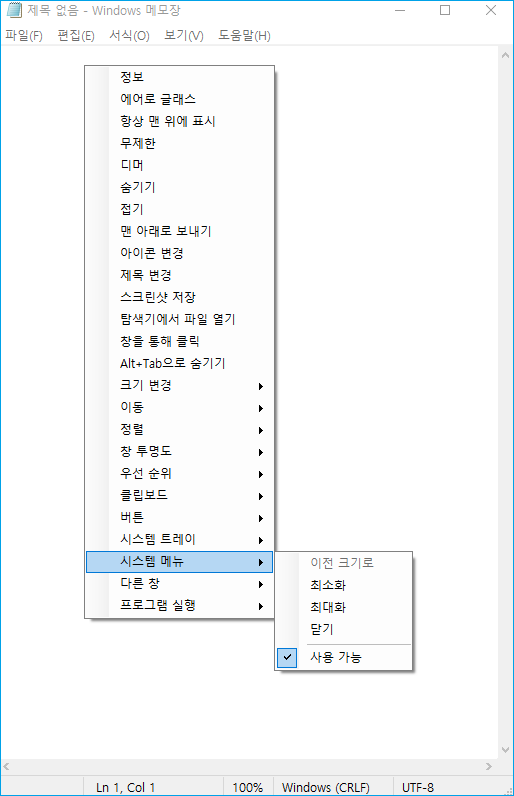 제목 없음 - Windows 메모장
파일(F) 편집(E) 서식(O) 보기(V) 도움말(H)
정보
에어로 글래스
항상 맨 위에 표시
무제한
디머
숨기기
접기
맨 아래로 보내기
아이콘 변경
제목 변경
스크린샷 저장
탐색기에서 파일 열기
창을 통해 클릭
Alt+Tab으로 숨기기
크기 변경
이동
정렬
창 투명도
우선 순위
클립보드
버튼
시스템 트레이
시스템 메뉴
다른 창
프로그램 실행
이전 크기로
최소화
최대화
닫기
사용 가능
Ln 1, Col 1 100% Windows (CRLF) UTF-8